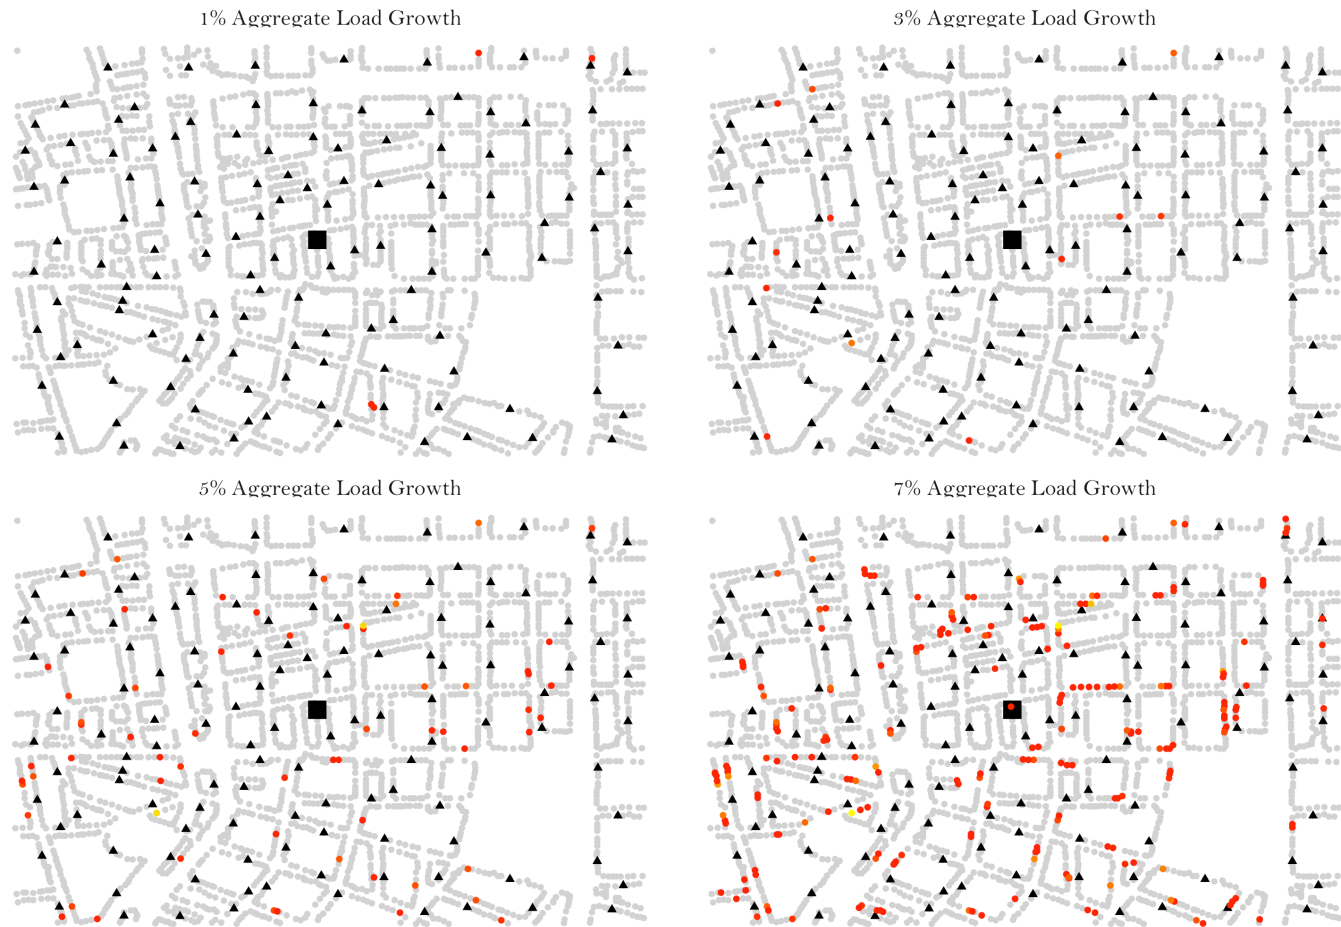 1% Aggregate Load Growth
3% Aggregate Load Growth
5% Aggregate Load Growth
7% Aggregate Load Growth